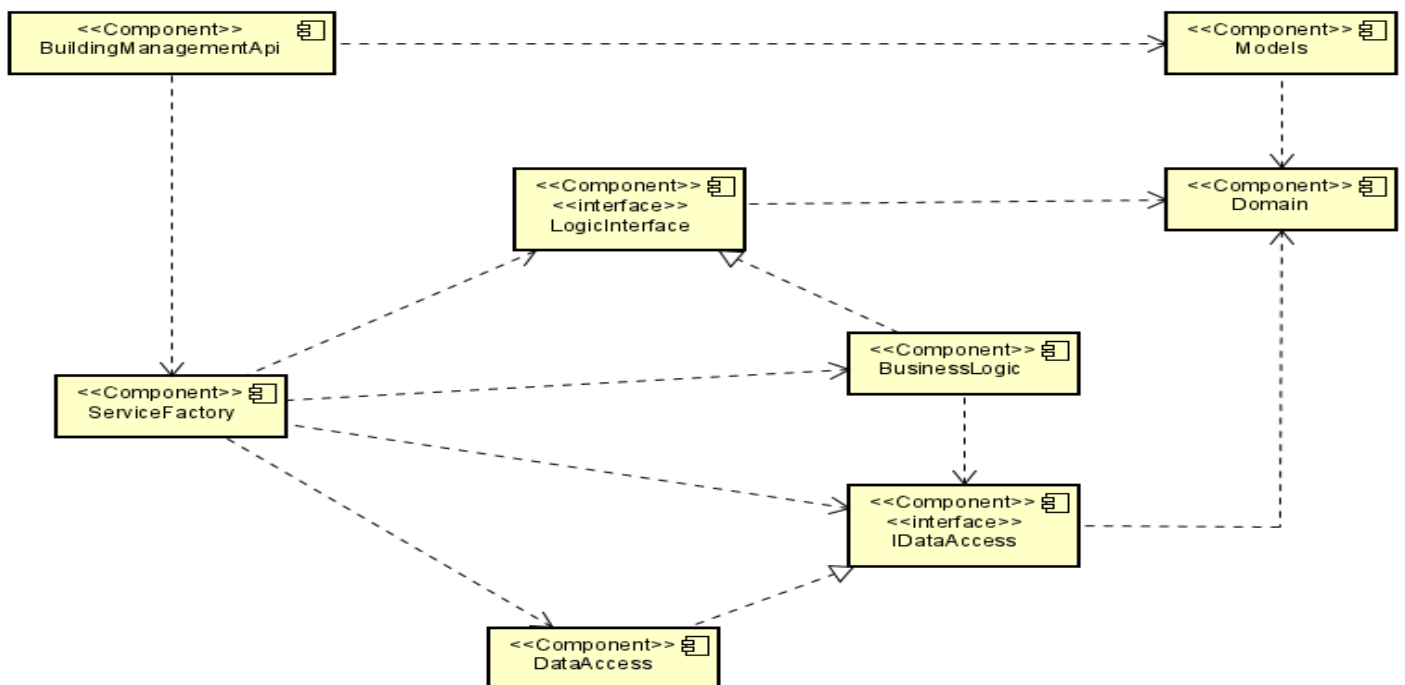 <<Component>>
BuildingManagementApi
<<Component>>
Models
<<Component>>
<<interface>>
LogicInterface
<<Component>>
Domain
<<Component>>
BusinessLogic
<<Component>>
ServiceFactory
<<Component>>
<<interface>>
IDataAccess
<<Component>>
DataAccess